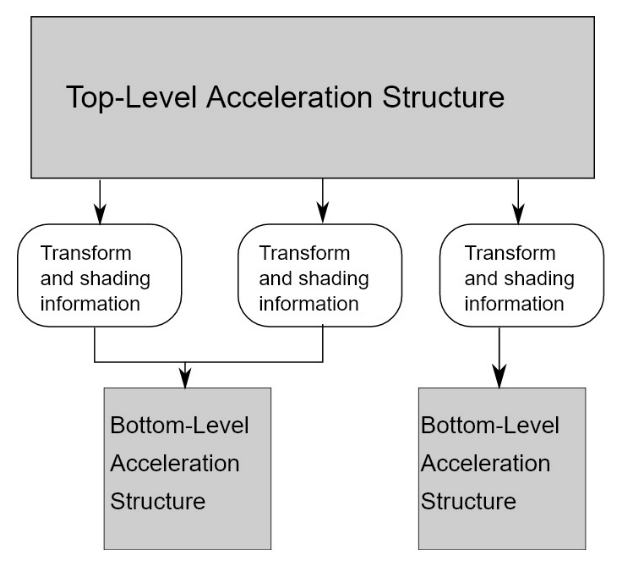 Top-Level Acceleration Structure
Transform
and shading
information
Transform
and shading
information
Transform
and shading
information
Bottom-Level
Acceleration
Structure
Bottom-Level
Acceleration
Structure